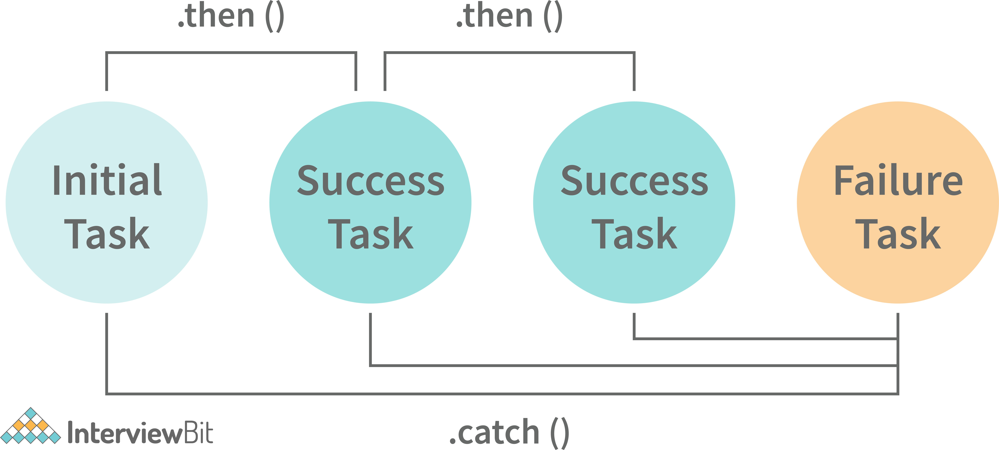 .then ()
.then ()
Initial
Task
Success
Task
Success
Task
Failure
Task
InterviewBit
.catch ()